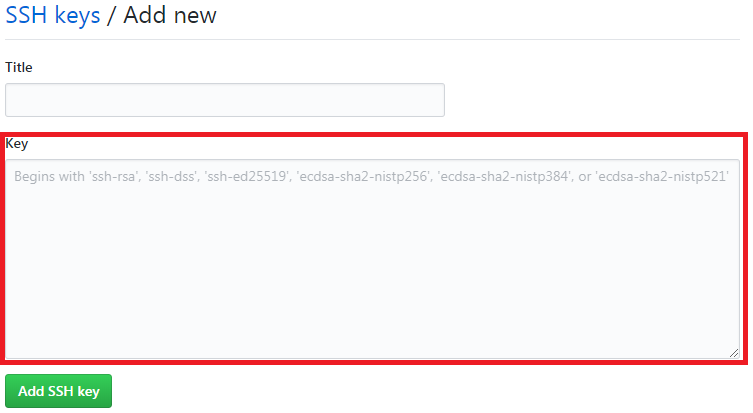 SSH keys / Add new
Title
Key
Begins with 'ssh-rsa', 'ssh-dss', 'ssh-ed25519', 'ecdsa-sha2-nistp256', 'ecdsa-sha2-nistp384', or 'ecdsa-sha2-nistp521'
Add SSH key